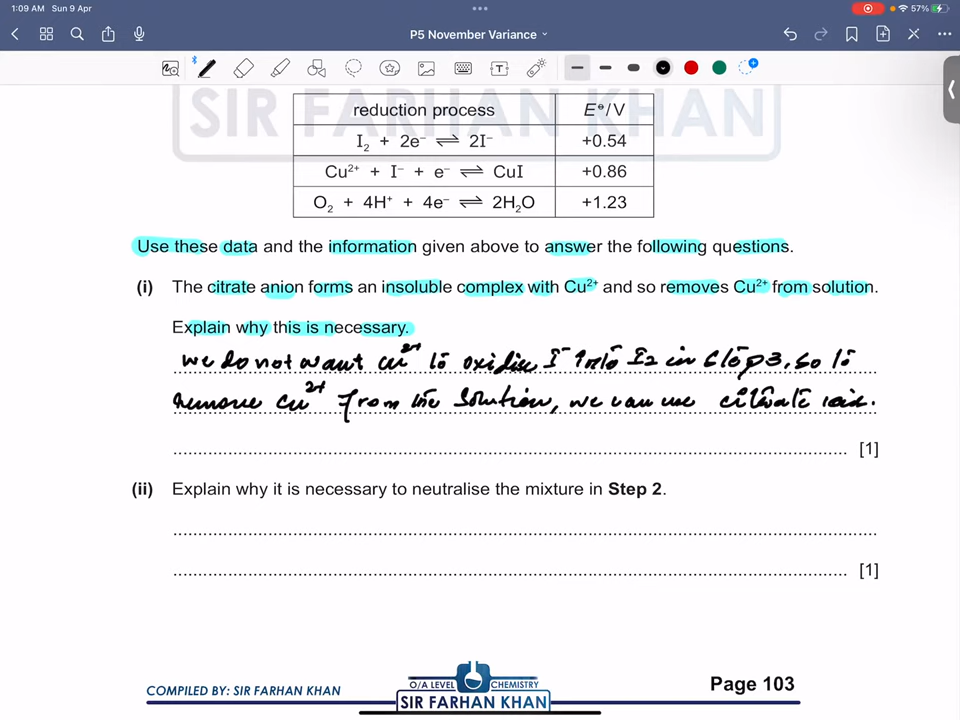 1:09 AM Sun 9 Apr
57%
P5 November Variance
SIR FARHAN KHAN
reduction process E⦵/V
I₂ + 2e⁻ ⇌ 2I⁻ +0.54
Cu²⁺ + I⁻ + e⁻ ⇌ CuI +0.86
O₂ + 4H⁺ + 4e⁻ ⇌ 2H₂O +1.23
Use these data and the information given above to answer the following questions.
(i) The citrate anion forms an insoluble complex with Cu²⁺ and so removes Cu²⁺ from solution.
Explain why this is necessary.
we do not want Cu²⁺ to oxidise I⁻ into I₂ in step 3, so to
remove Cu²⁺ from the solution, we can use citrate ion.
[1]
(ii) Explain why it is necessary to neutralise the mixture in Step 2.
[1]
COMPILED BY: SIR FARHAN KHAN
O/A LEVEL CHEMISTRY
SIR FARHAN KHAN
Page 103